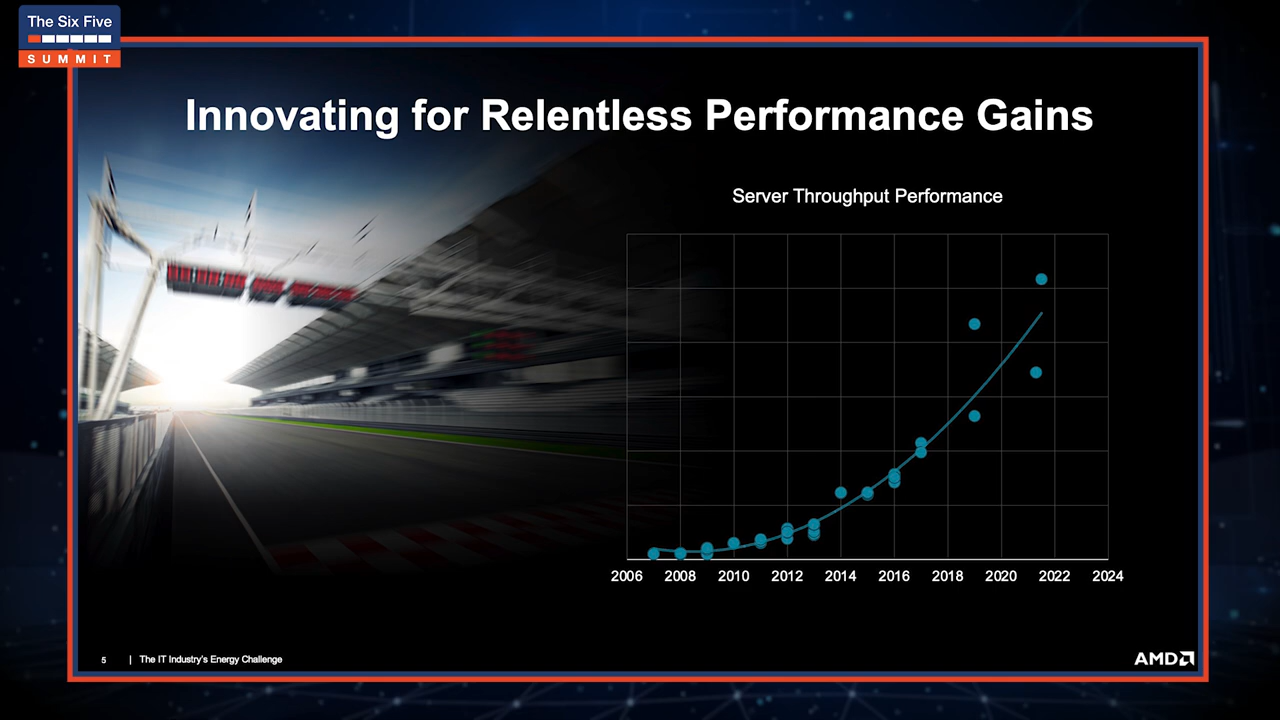 The Six Five
SUMMIT
Innovating for Relentless Performance Gains
Server Throughput Performance
2006 2008 2010 2012 2014 2016 2018 2020 2022 2024
5 | The IT Industry's Energy Challenge
AMD